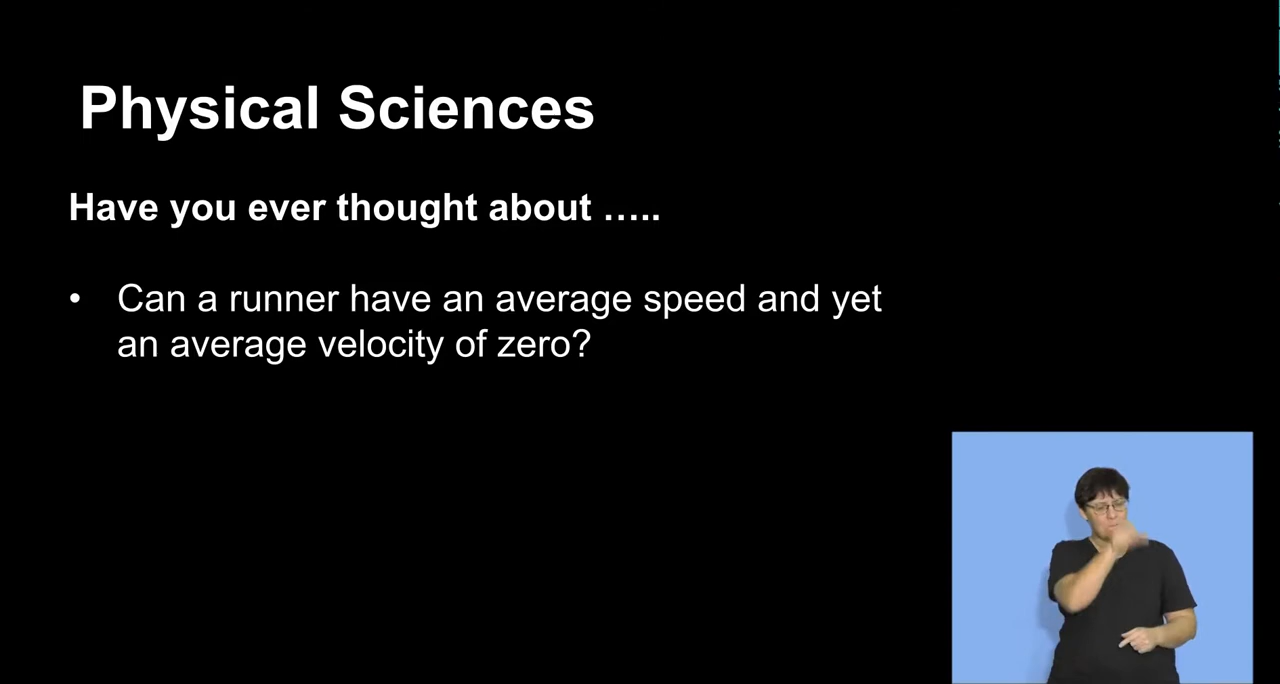 Physical Sciences
Have you ever thought about …..
• Can a runner have an average speed and yet
an average velocity of zero?